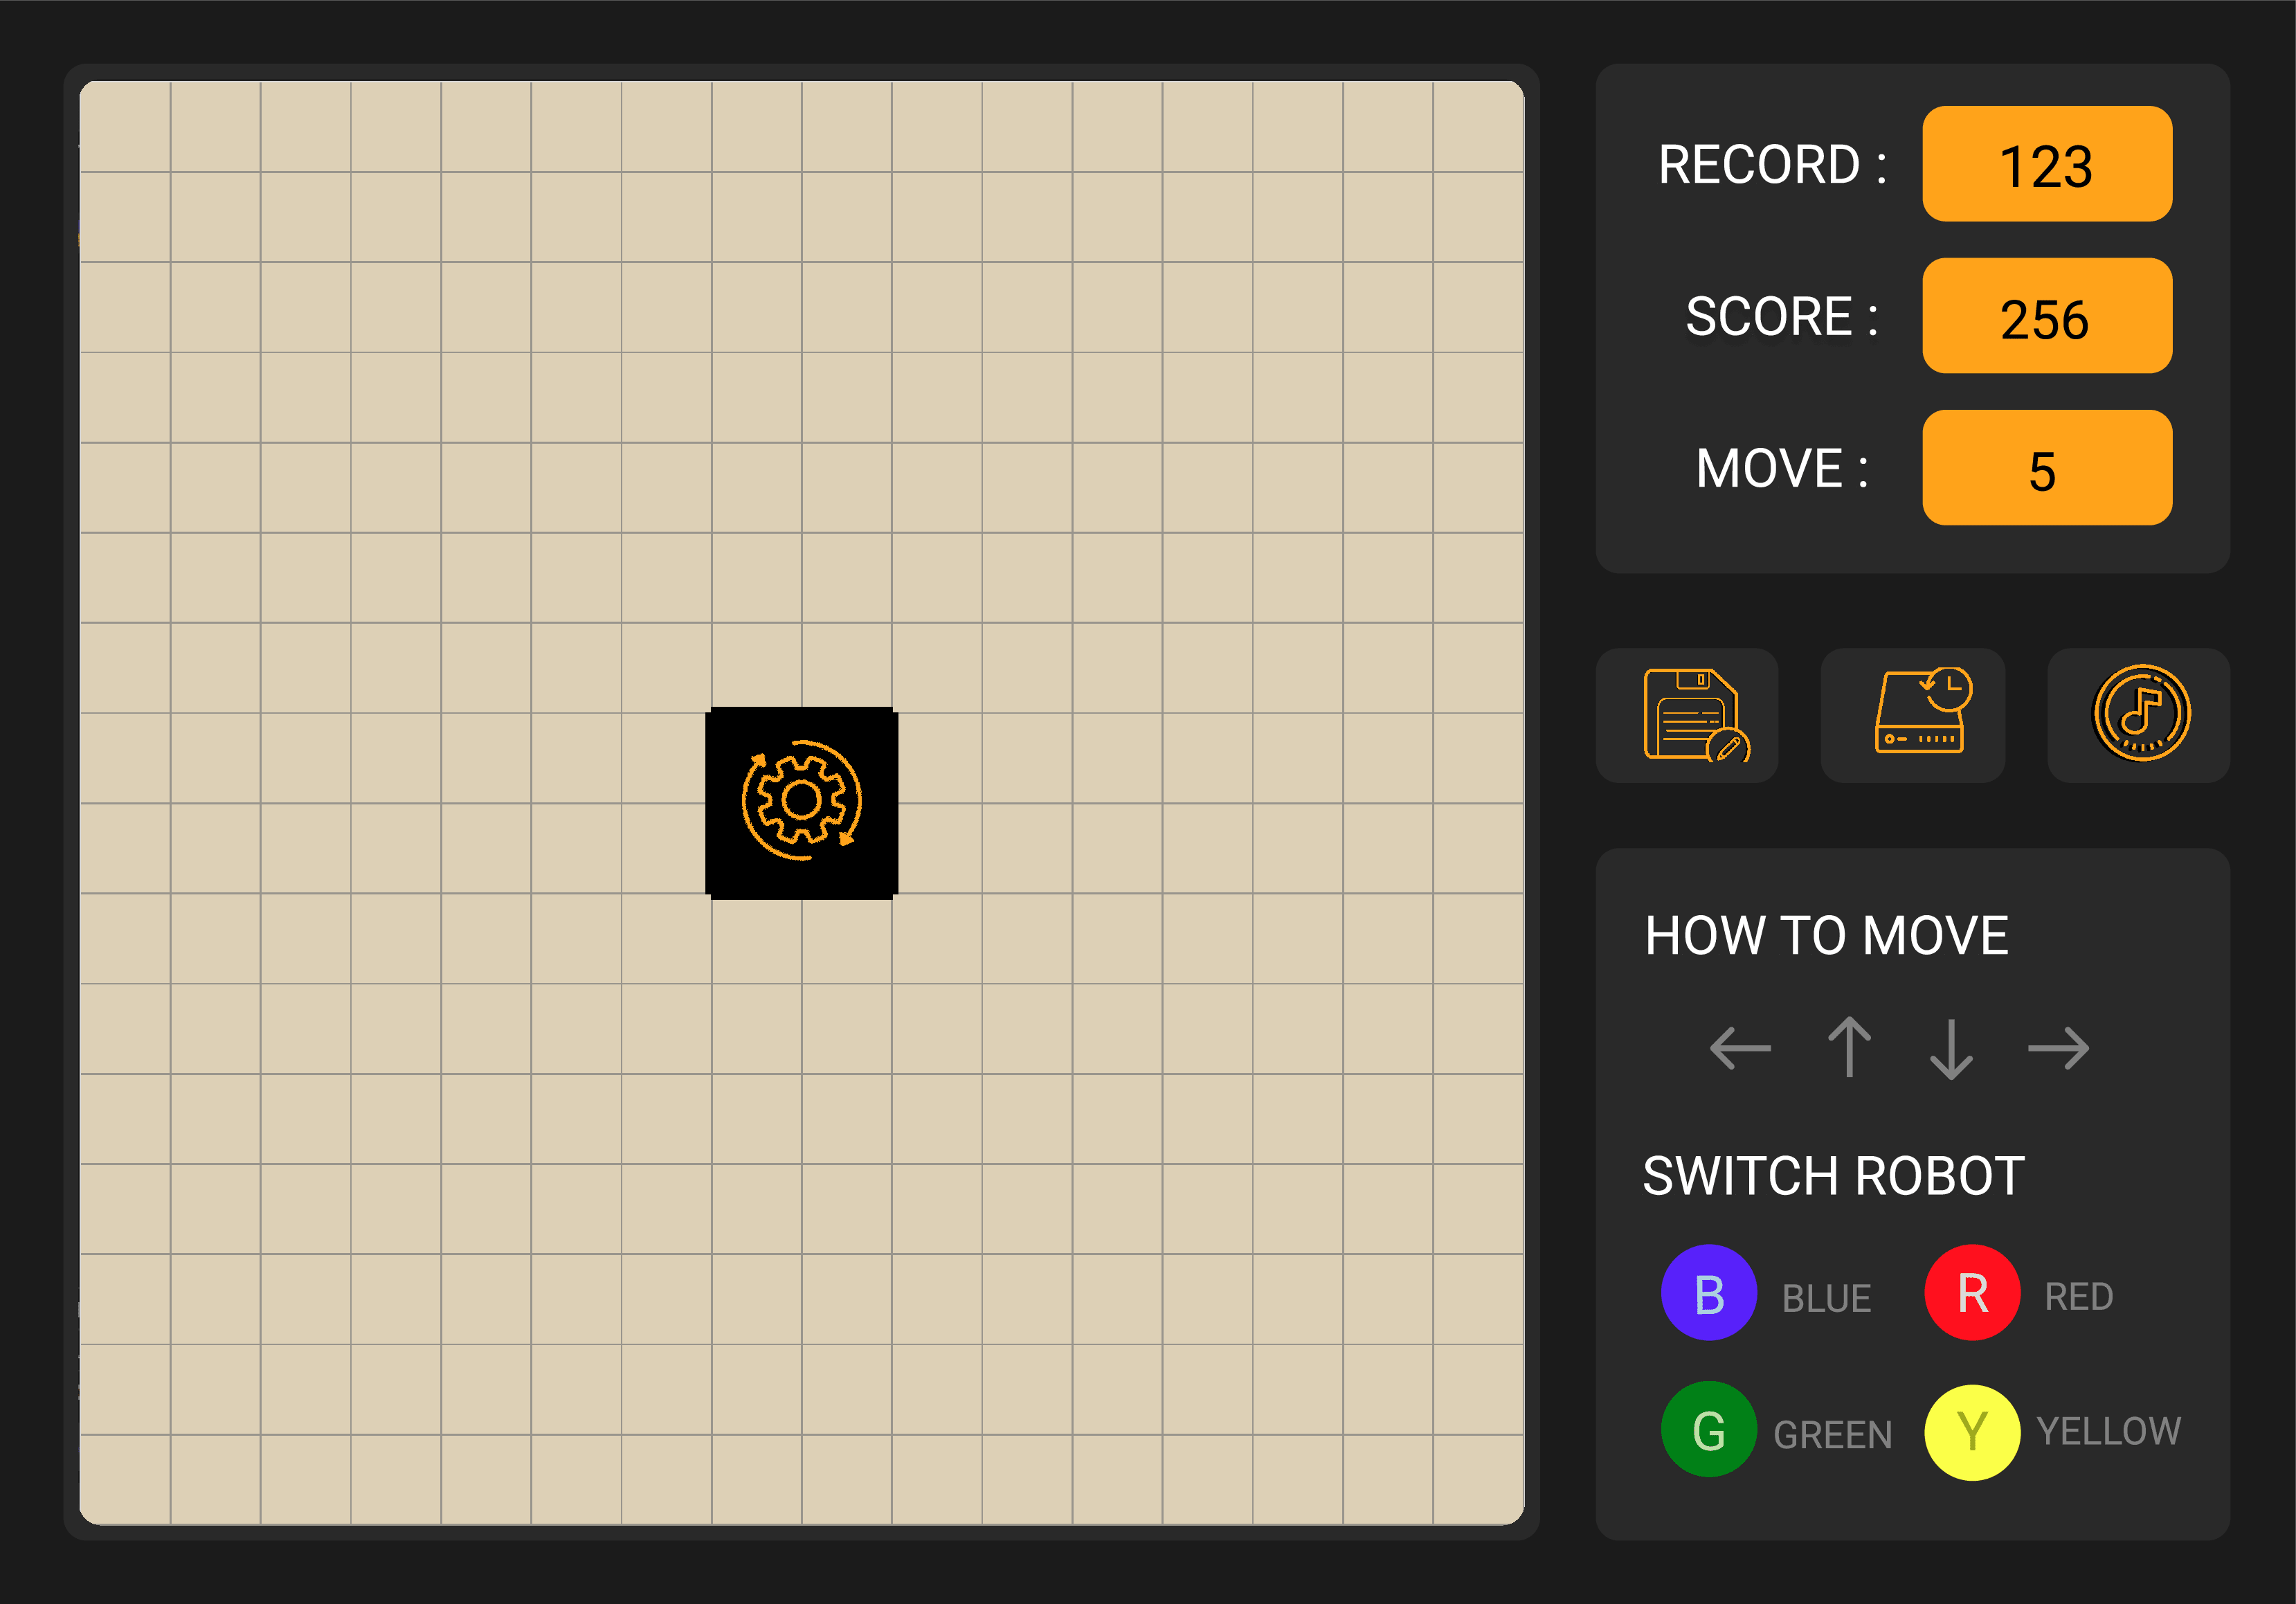 RECORD : 123
SCORE : 256
MOVE : 5
HOW TO MOVE
SWITCH ROBOT
B BLUE R RED
G GREEN Y YELLOW